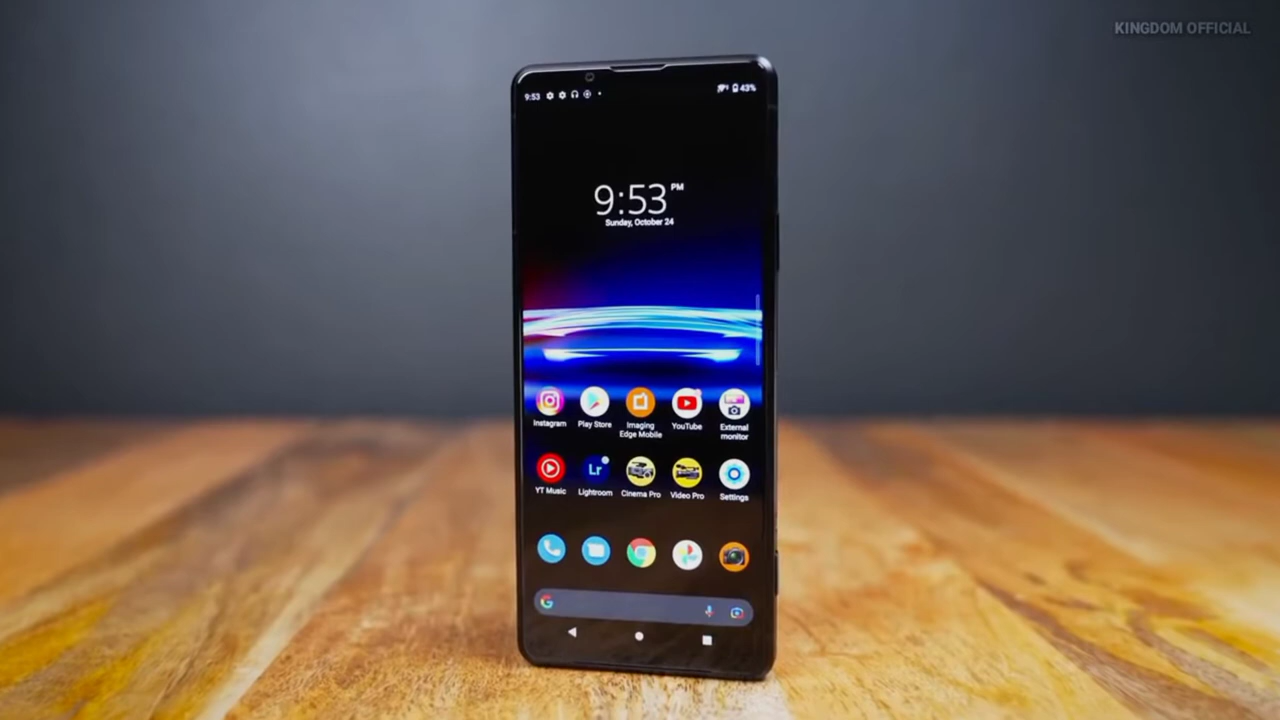 KINGDOM OFFICIAL
9:53
43%
9:53 PM
Sunday, October 24
Instagram
Play Store
Imaging
Edge Mobile
YouTube
External
monitor
YT Music
Lr
Lightroom
Cinema Pro
Video Pro
Settings
G